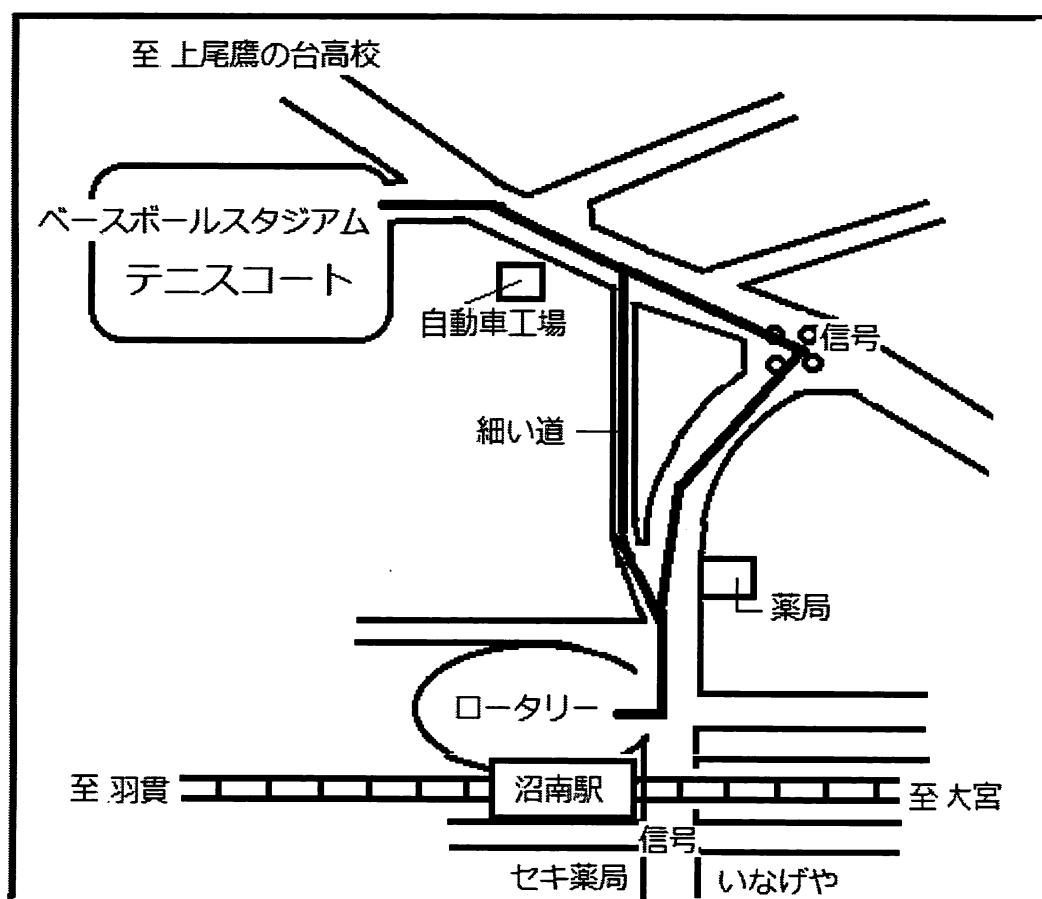 至 上尾鷹の台高校
ベースボールスタジアム
テニスコート
自動車工場
信号
細い道
薬局
ロータリー
至 羽貫
沼南駅
至 大宮
信号
セキ薬局
いなげや